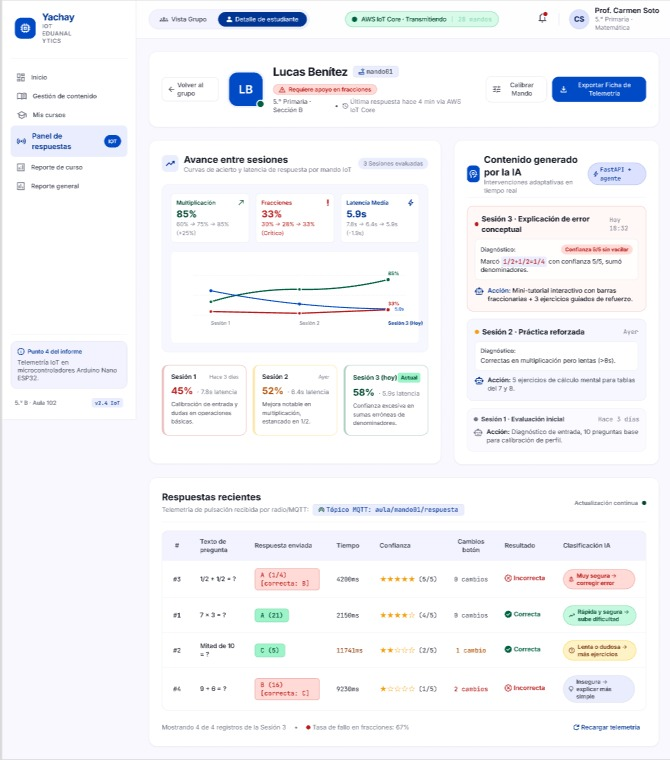 Yachay
IOT
EDUANAL
YTICS
Inicio
Gestión de contenido
Mis cursos
Panel de
respuestas
IOT
Reporte de curso
Reporte general
Punto 4 del informe
Telemetría IoT en
microcontroladores Arduino Nano
ESP32.
5.º B · Aula 102
v2.4 IoT
Vista Grupo
Detalle de estudiante
AWS IoT Core · Transmitiendo | 28 mandos
CS
Prof. Carmen Soto
5.º Primaria ·
Matemática
← Volver al
grupo
LB
Lucas Benítez
mando01
Requiere apoyo en fracciones
5.º Primaria ·
Sección B
• Última respuesta hace 4 min vía AWS
IoT Core
Calibrar
Mando
Exportar Ficha de
Telemetría
Avance entre sesiones
Curvas de acierto y latencia de respuesta por mando IoT
3 Sesiones evaluadas
Multiplicación
85%
60% → 75% → 85%
(+25%)
Fracciones
33%
30% → 28% → 33%
(Crítico)
Latencia Media
5.9s
7.8s → 6.4s → 5.9s
(-1.9s)
85%
33%
5.9s
Sesión 1
Sesión 2
Sesión 3 (Hoy)
Sesión 1
Hace 3 días
45% · 7.8s latencia
Calibración de entrada y
dudas en operaciones
básicas.
Sesión 2
Ayer
52% · 6.4s latencia
Mejora notable en
multiplicación,
estancado en 1/2.
Sesión 3 (hoy)
Actual
58% · 5.9s latencia
Confianza excesiva en
sumas erróneas de
denominadores.
Contenido generado
por la IA
Intervenciones adaptativas en
tiempo real
FastAPI +
agente
Sesión 3 · Explicación de error
conceptual
Hoy
18:32
Diagnóstico:
Confianza 5/5 sin vacilar
Marcó 1/2+1/2=1/4 con confianza 5/5, sumó
denominadores.
Acción: Mini-tutorial interactivo con barras
fraccionarias + 3 ejercicios guiados de refuerzo.
Sesión 2 · Práctica reforzada
Ayer
Diagnóstico:
Correctas en multiplicación pero lentas (>8s).
Acción: 5 ejercicios de cálculo mental para tablas
del 7 y 8.
Sesión 1 · Evaluación inicial
Hace 3 días
Acción: Diagnóstico de entrada, 10 preguntas base
para calibración de perfil.
Respuestas recientes
Telemetría de pulsación recibida por radio/MQTT:
Tópico MQTT: aula/mando01/respuesta
Actualización continua
#
Texto de
pregunta
Respuesta enviada
Tiempo
Confianza
Cambios
botón
Resultado
Clasificación IA
#3
1/2 + 1/2 = ?
A (1/4)
[correcta: B]
4200ms
★★★★★ (5/5)
0 cambios
Incorrecta
Muy segura →
corregir error
#1
7 × 3 = ?
A (21)
2150ms
★★★★☆ (4/5)
0 cambios
Correcta
Rápida y segura →
sube dificultad
#2
Mitad de 10
= ?
C (5)
11741ms
★★☆☆☆ (2/5)
1 cambio
Correcta
Lenta o dudosa →
más ejercicios
#4
9 + 6 = ?
B (16)
[correcta: C]
9230ms
★☆☆☆☆ (1/5)
2 cambios
Incorrecta
Insegura →
explicar más
simple
Mostrando 4 de 4 registros de la Sesión 3
• Tasa de fallo en fracciones: 67%
Recargar telemetría